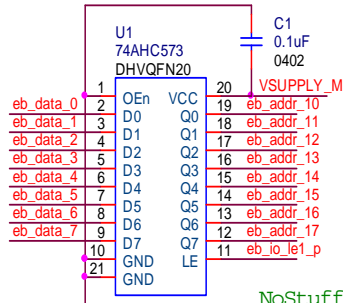 C1
0.1uF
0402
U1
74AHC573
DHVQFN20
1 OEn VCC 20 VSUPPLY_M
eb_data_0 2 D0 Q0 19 eb_addr_10
eb_data_1 3 D1 Q1 18 eb_addr_11
eb_data_2 4 D2 Q2 17 eb_addr_12
eb_data_3 5 D3 Q3 16 eb_addr_13
eb_data_4 6 D4 Q4 15 eb_addr_14
eb_data_5 7 D5 Q5 14 eb_addr_15
eb_data_6 8 D6 Q6 13 eb_addr_16
eb_data_7 9 D7 Q7 12 eb_addr_17
10 GND LE 11 eb_io_le1_p
21 GND
NoStuff